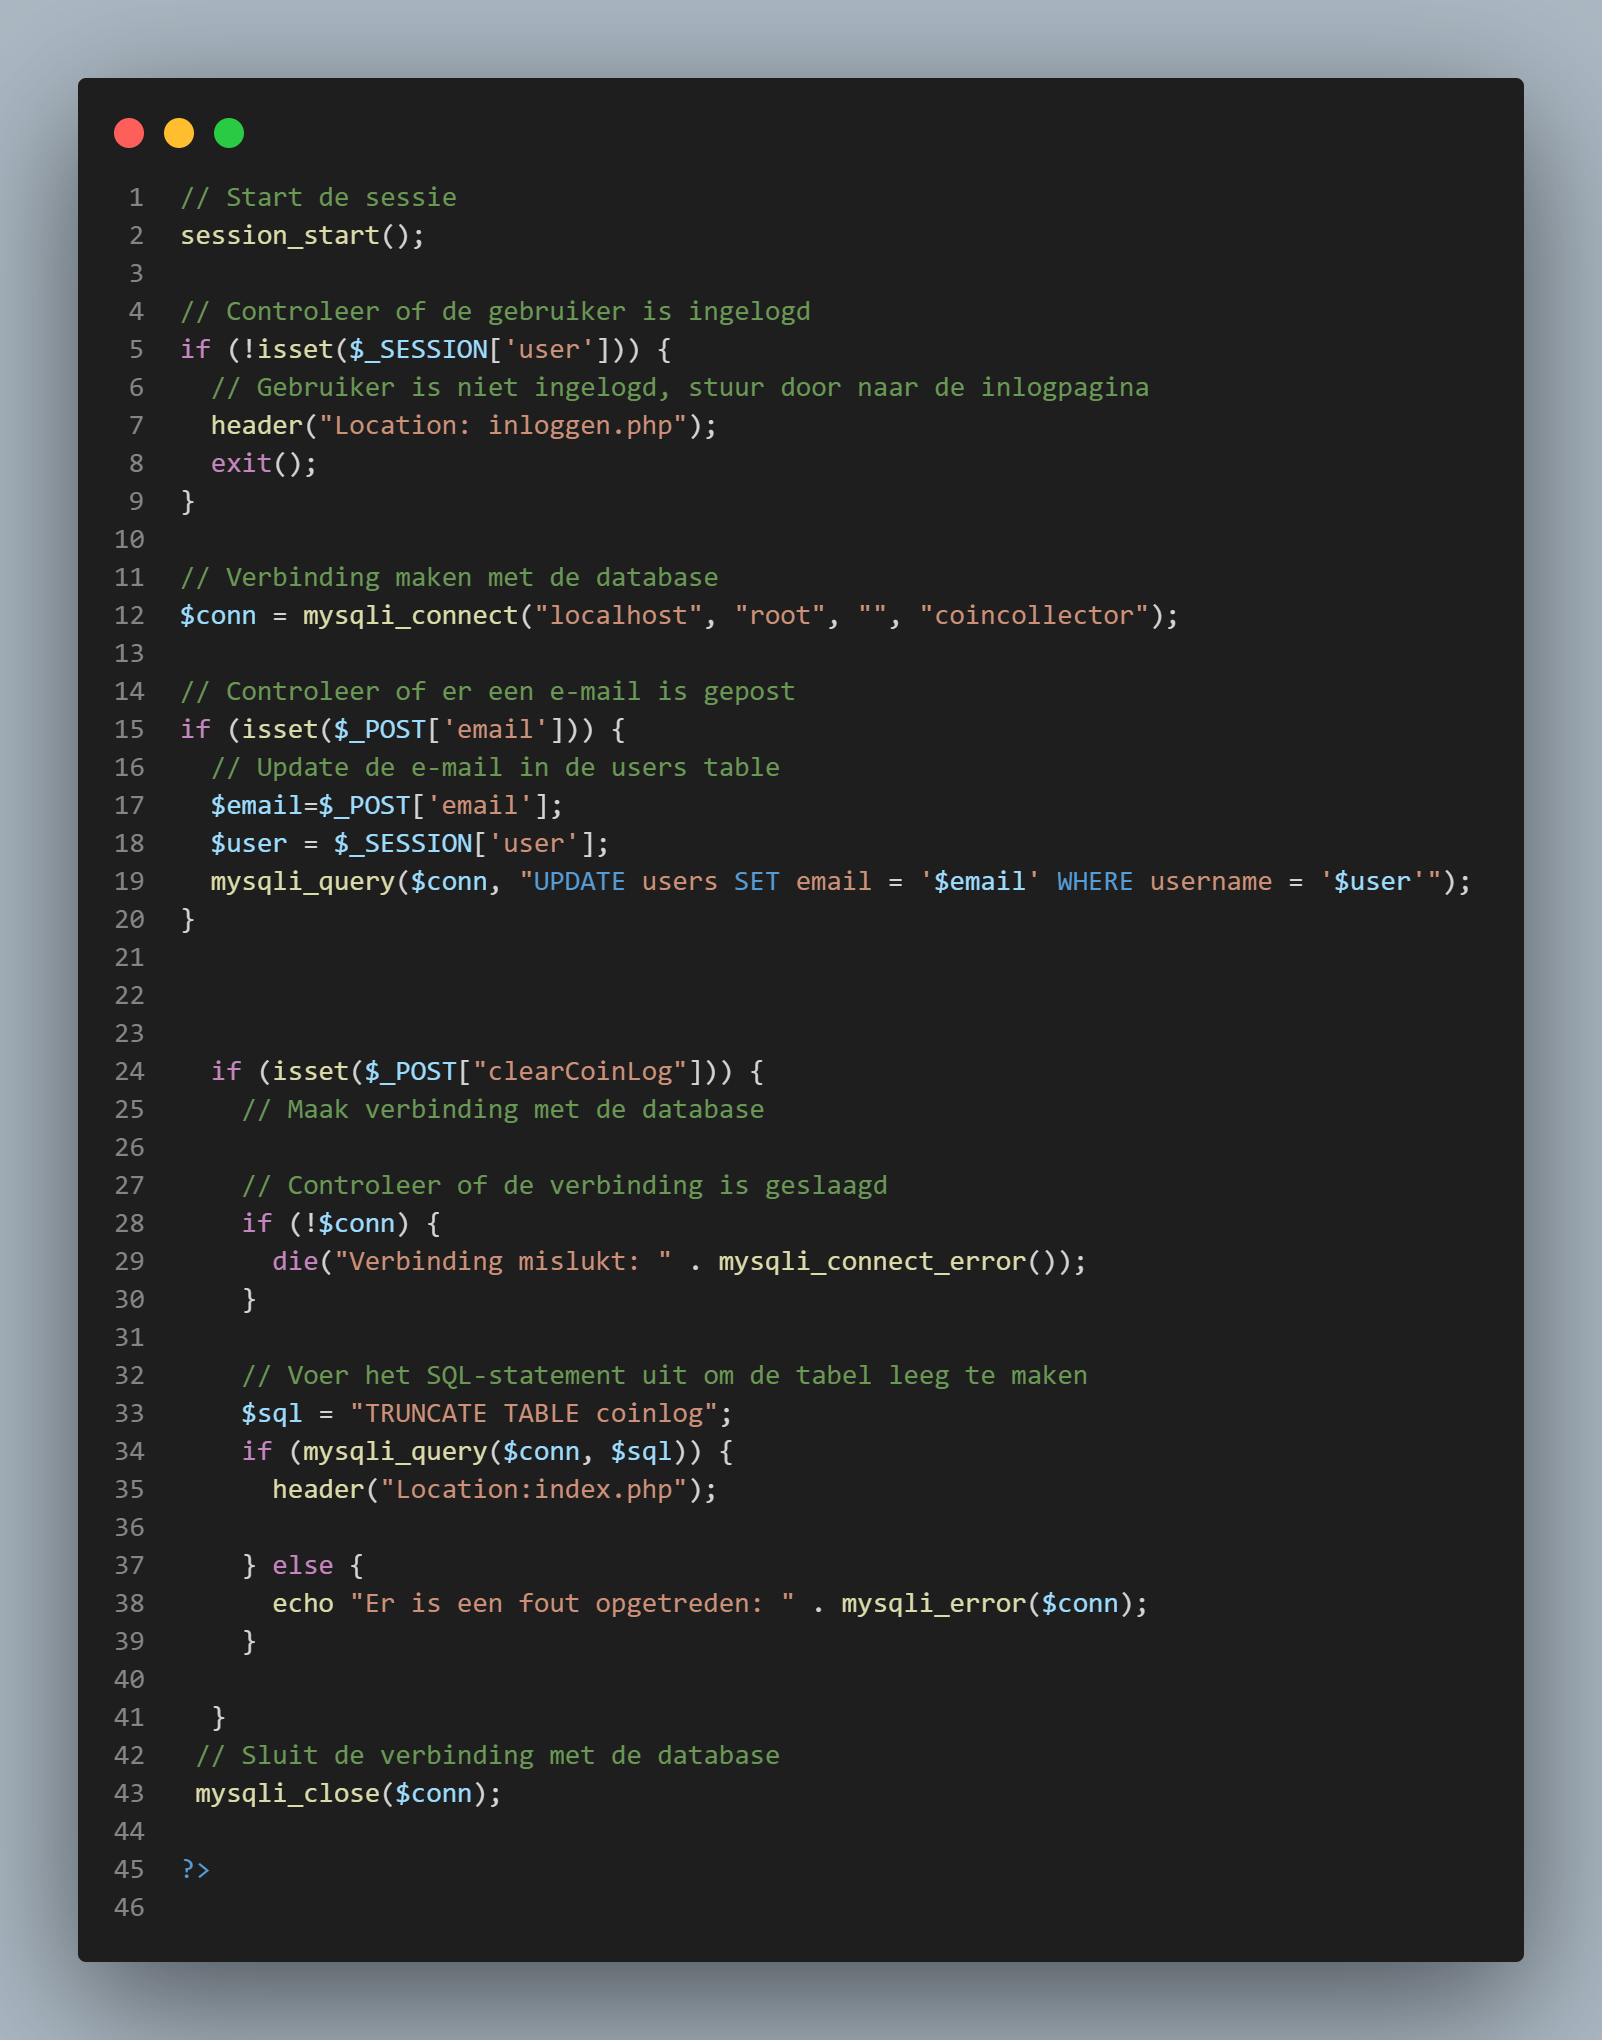 1 // Start de sessie
2 session_start();
3
4 // Controleer of de gebruiker is ingelogd
5 if (!isset($_SESSION['user'])) {
6   // Gebruiker is niet ingelogd, stuur door naar de inlogpagina
7   header("Location: inloggen.php");
8   exit();
9 }
10
11 // Verbinding maken met de database
12 $conn = mysqli_connect("localhost", "root", "", "coincollector");
13
14 // Controleer of er een e-mail is gepost
15 if (isset($_POST['email'])) {
16   // Update de e-mail in de users table
17   $email=$_POST['email'];
18   $user = $_SESSION['user'];
19   mysqli_query($conn, "UPDATE users SET email = '$email' WHERE username = '$user'");
20 }
21
22
23
24   if (isset($_POST["clearCoinLog"])) {
25     // Maak verbinding met de database
26
27     // Controleer of de verbinding is geslaagd
28     if (!$conn) {
29       die("Verbinding mislukt: " . mysqli_connect_error());
30     }
31
32     // Voer het SQL-statement uit om de tabel leeg te maken
33     $sql = "TRUNCATE TABLE coinlog";
34     if (mysqli_query($conn, $sql)) {
35       header("Location:index.php");
36
37     } else {
38       echo "Er is een fout opgetreden: " . mysqli_error($conn);
39     }
40
41   }
42  // Sluit de verbinding met de database
43  mysqli_close($conn);
44
45 ?>
46